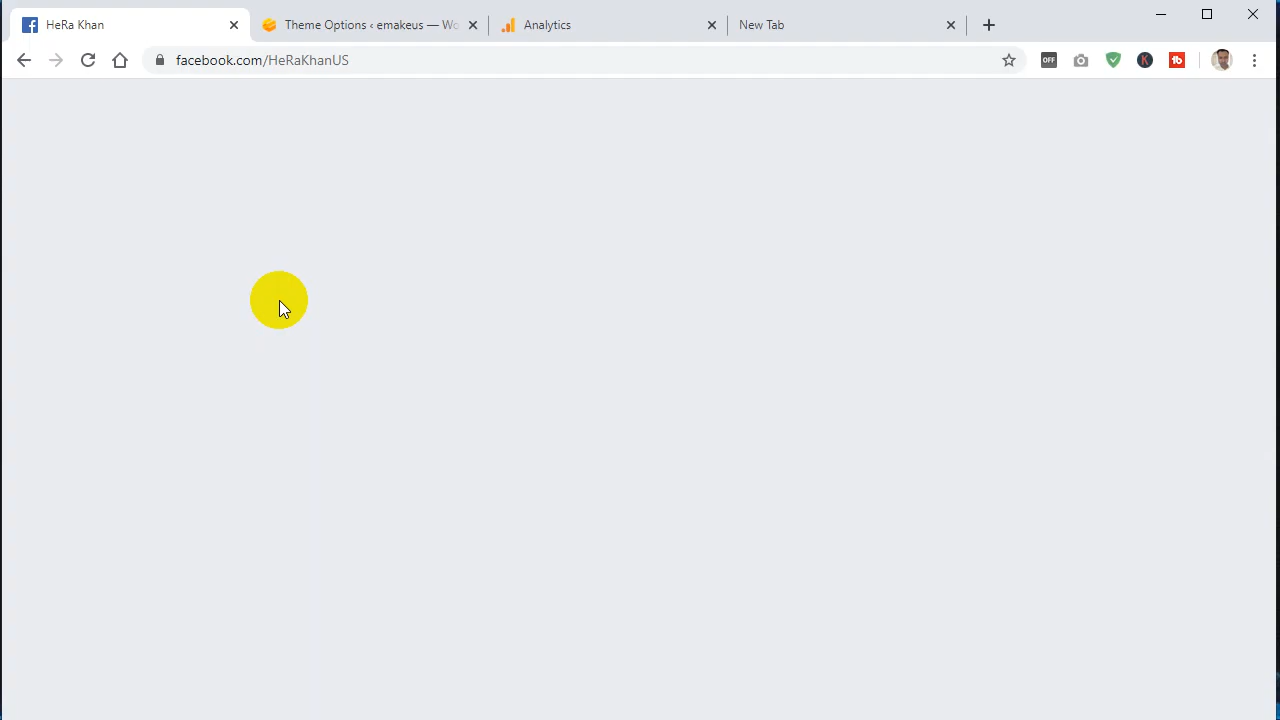 HeRa Khan
Theme Options ‹ emakeus — Wo
Analytics
New Tab
facebook.com/HeRaKhanUS
OFF
K